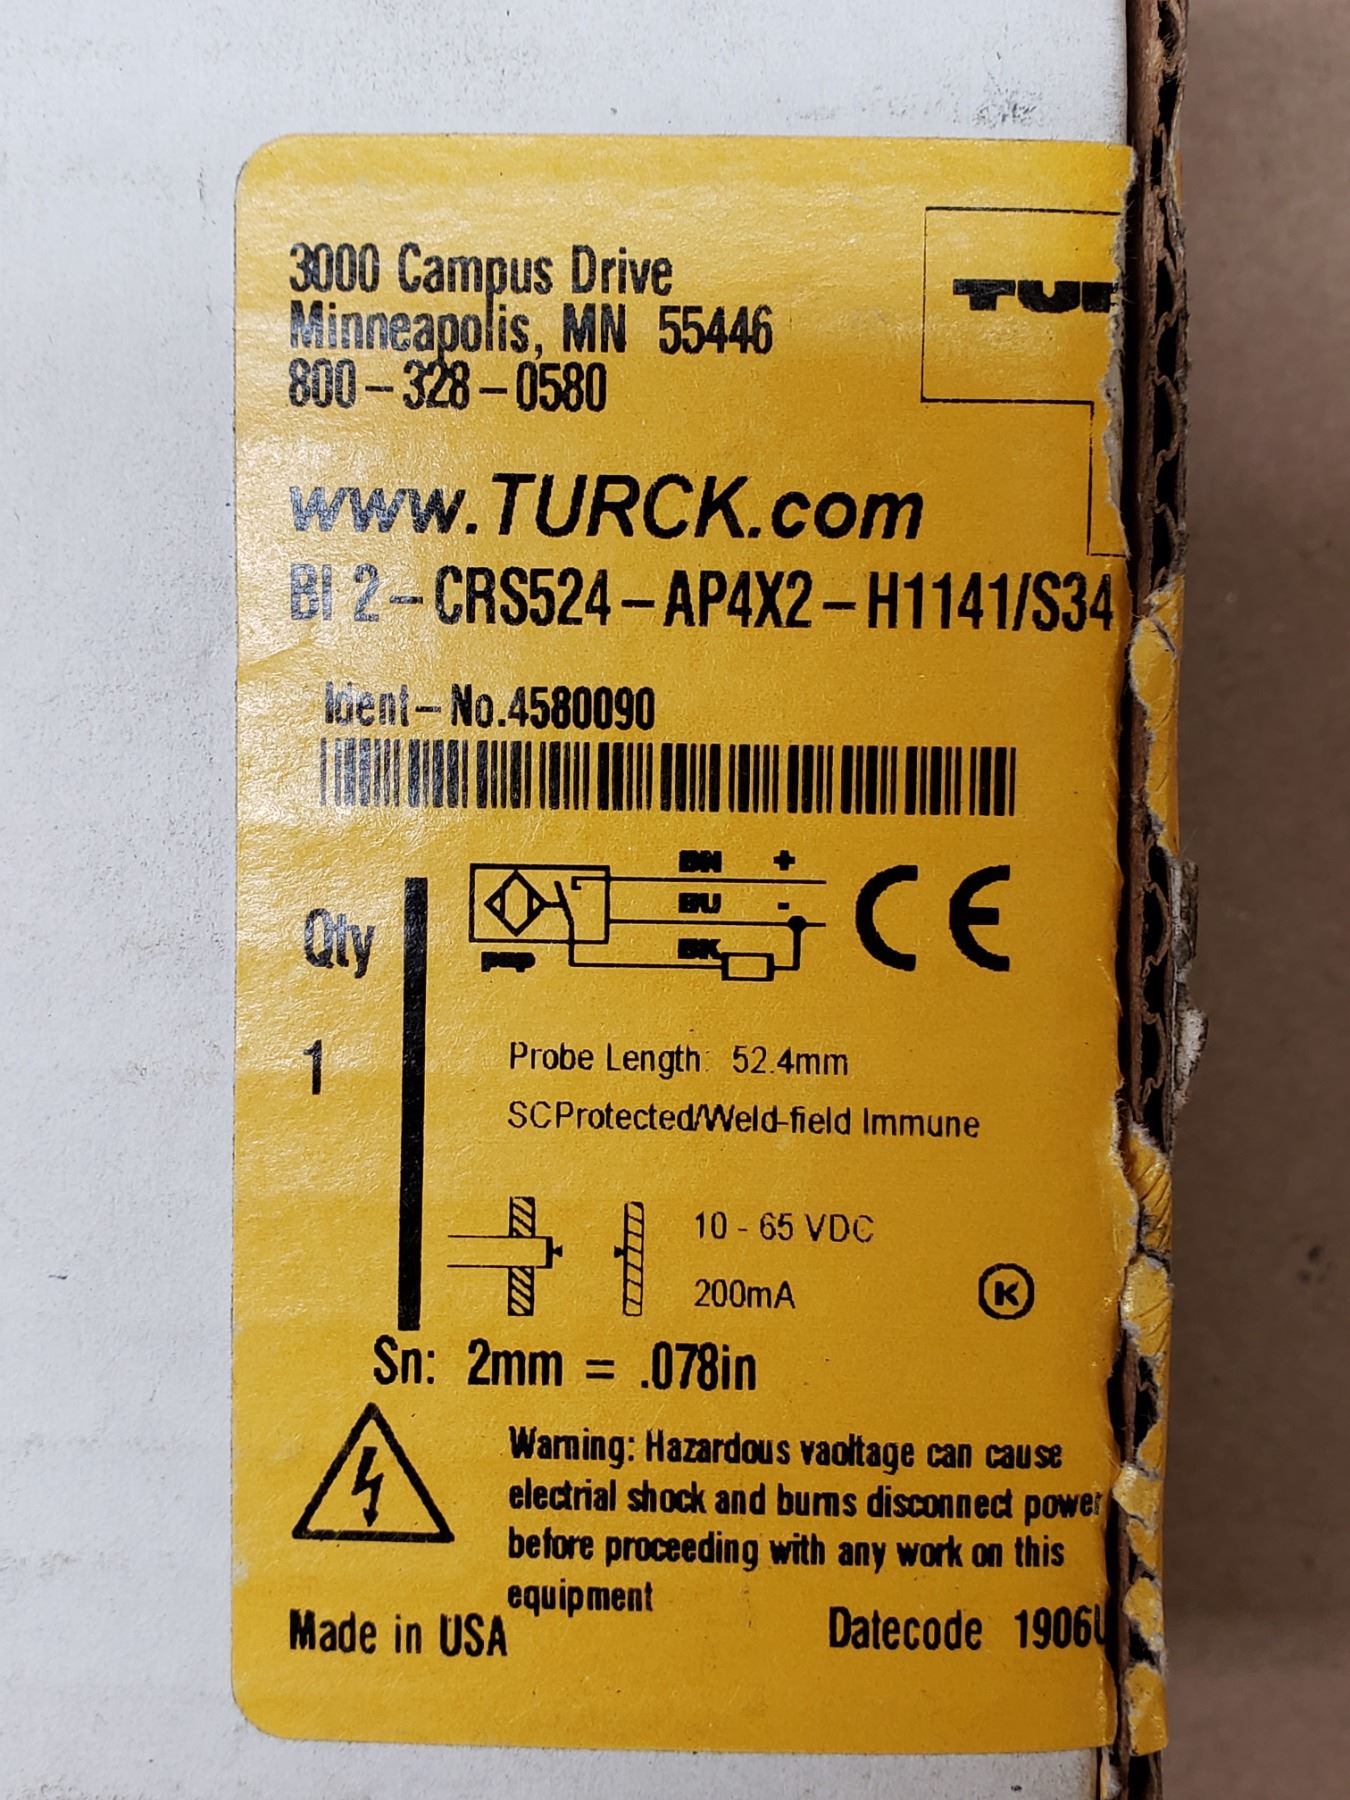 3000 Campus Drive
Minneapolis, MN 55446
800-328-0580
www.TURCK.com
BI 2-CRS524-AP4X2-H1141/S34
Ident-No.4580090
BN +
BU -
BK
pnp
CE
Qty
1
Probe Length: 52.4mm
SCProtected/Weld-field Immune
10 - 65 VDC
200mA
K
Sn: 2mm = .078in
Warning: Hazardous vaoltage can cause
electrial shock and burns disconnect power
before proceeding with any work on this
equipment
Made in USA
Datecode 1906U